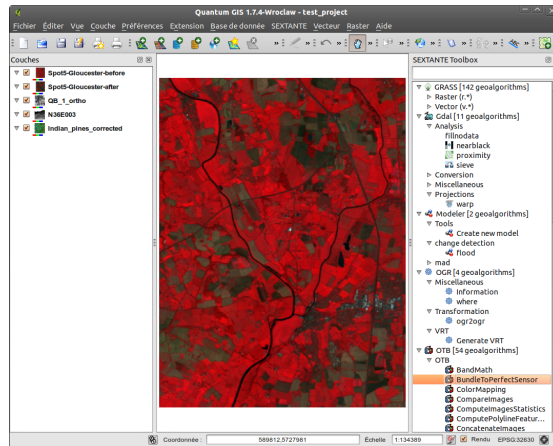 Quantum GIS 1.7.4-Wroclaw - test_project
Fichier Éditer Vue Couche Préférences Extension Base de donnée SEXTANTE Vecteur Raster Aide
Couches
Spot5-Gloucester-before
Spot5-Gloucester-after
QB_1_ortho
N36E003
Indian_pines_corrected
SEXTANTE Toolbox
GRASS [142 geoalgorithms]
Raster (r.*)
Vector (v.*)
Gdal [11 geoalgorithms]
Analysis
fillnodata
nearblack
proximity
sieve
Conversion
Miscellaneous
Projections
warp
Modeler [2 geoalgorithms]
Tools
Create new model
change detection
flood
mad
OGR [4 geoalgorithms]
Miscellaneous
Information
where
Transformation
ogr2ogr
VRT
Generate VRT
OTB [54 geoalgorithms]
OTB
BandMath
BundleToPerfectSensor
ColorMapping
CompareImages
ComputeImagesStatistics
ComputePolylineFeatur...
ConcatenateImages
Coordonnée : 589812,5727981 Échelle 1:134389 Rendu EPSG:32630